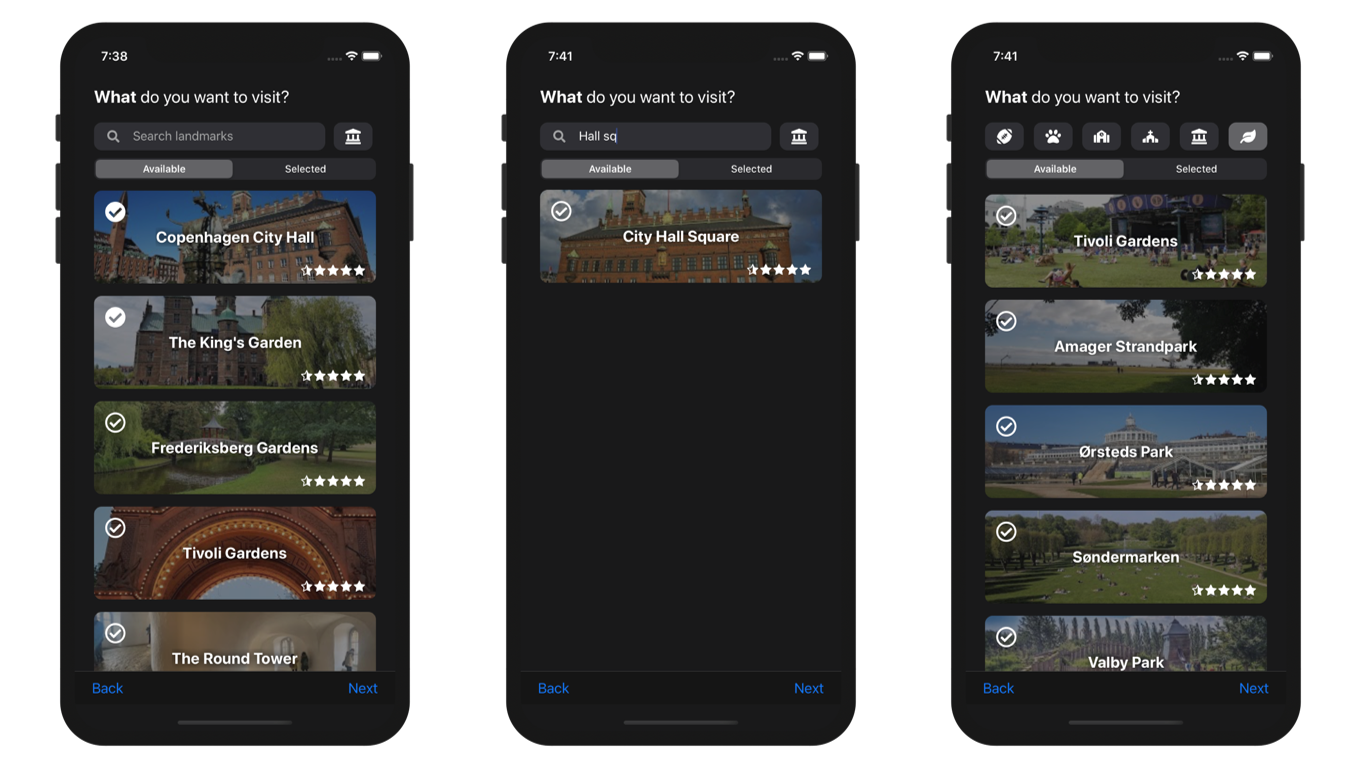 7:38
What do you want to visit?
Search landmarks
Available Selected
Copenhagen City Hall
The King's Garden
Frederiksberg Gardens
Tivoli Gardens
The Round Tower
Back Next
7:41
What do you want to visit?
Hall sq
Available Selected
City Hall Square
Back Next
7:41
What do you want to visit?
Available Selected
Tivoli Gardens
Amager Strandpark
Ørsteds Park
Søndermarken
Valby Park
Back Next